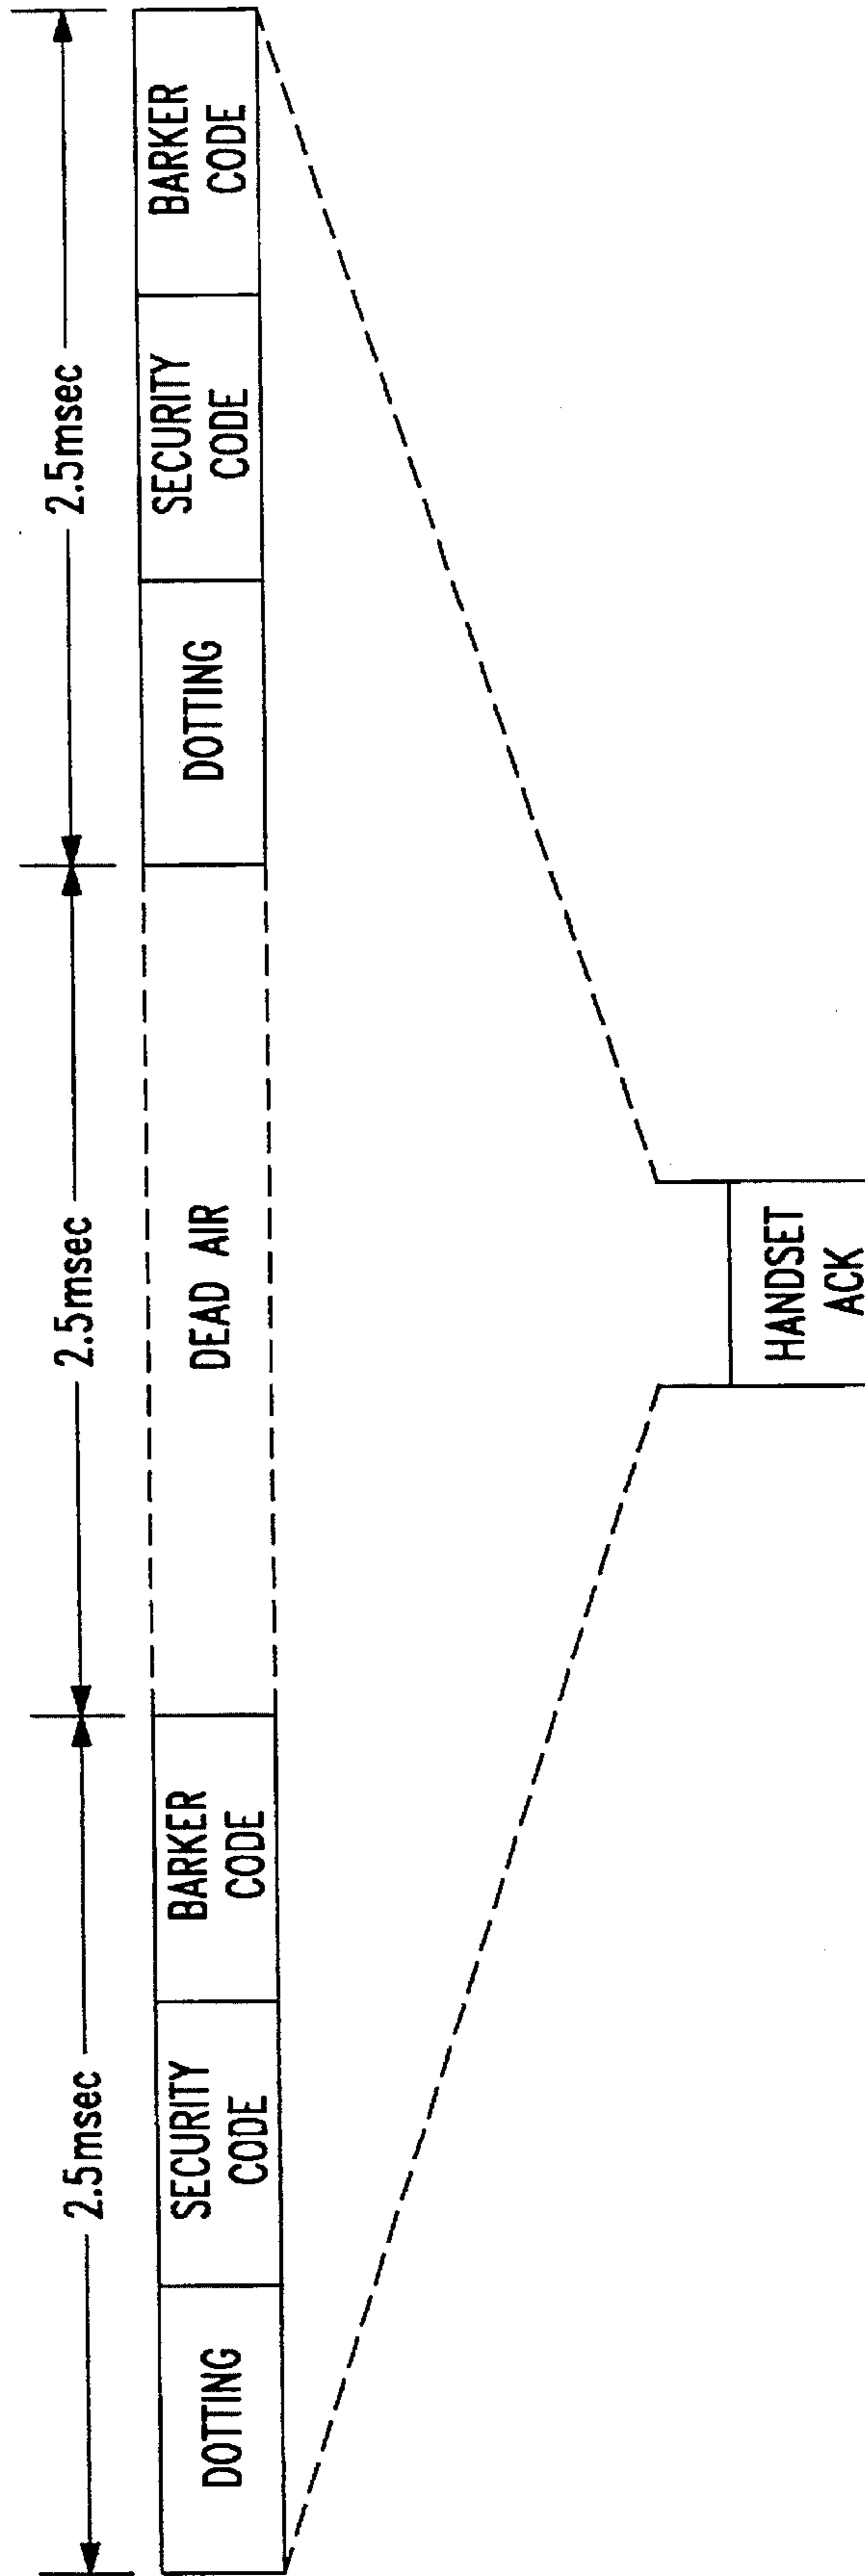 2.5msec
2.5msec
2.5msec
DOTTING
SECURITY
CODE
BARKER
CODE
DEAD AIR
DOTTING
SECURITY
CODE
BARKER
CODE
HANDSET
ACK